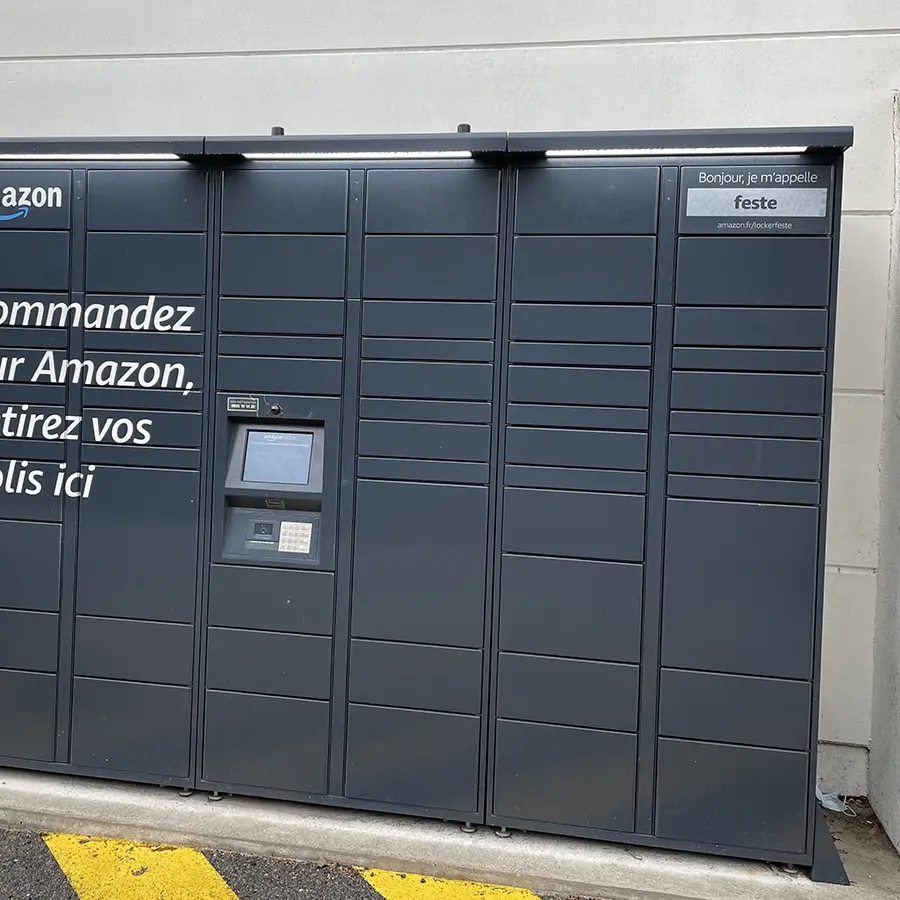 azon
ommandez
ur Amazon,
tirez vos
olis ici
Bonjour, je m'appelle
feste
amazon.fr/lockerfeste